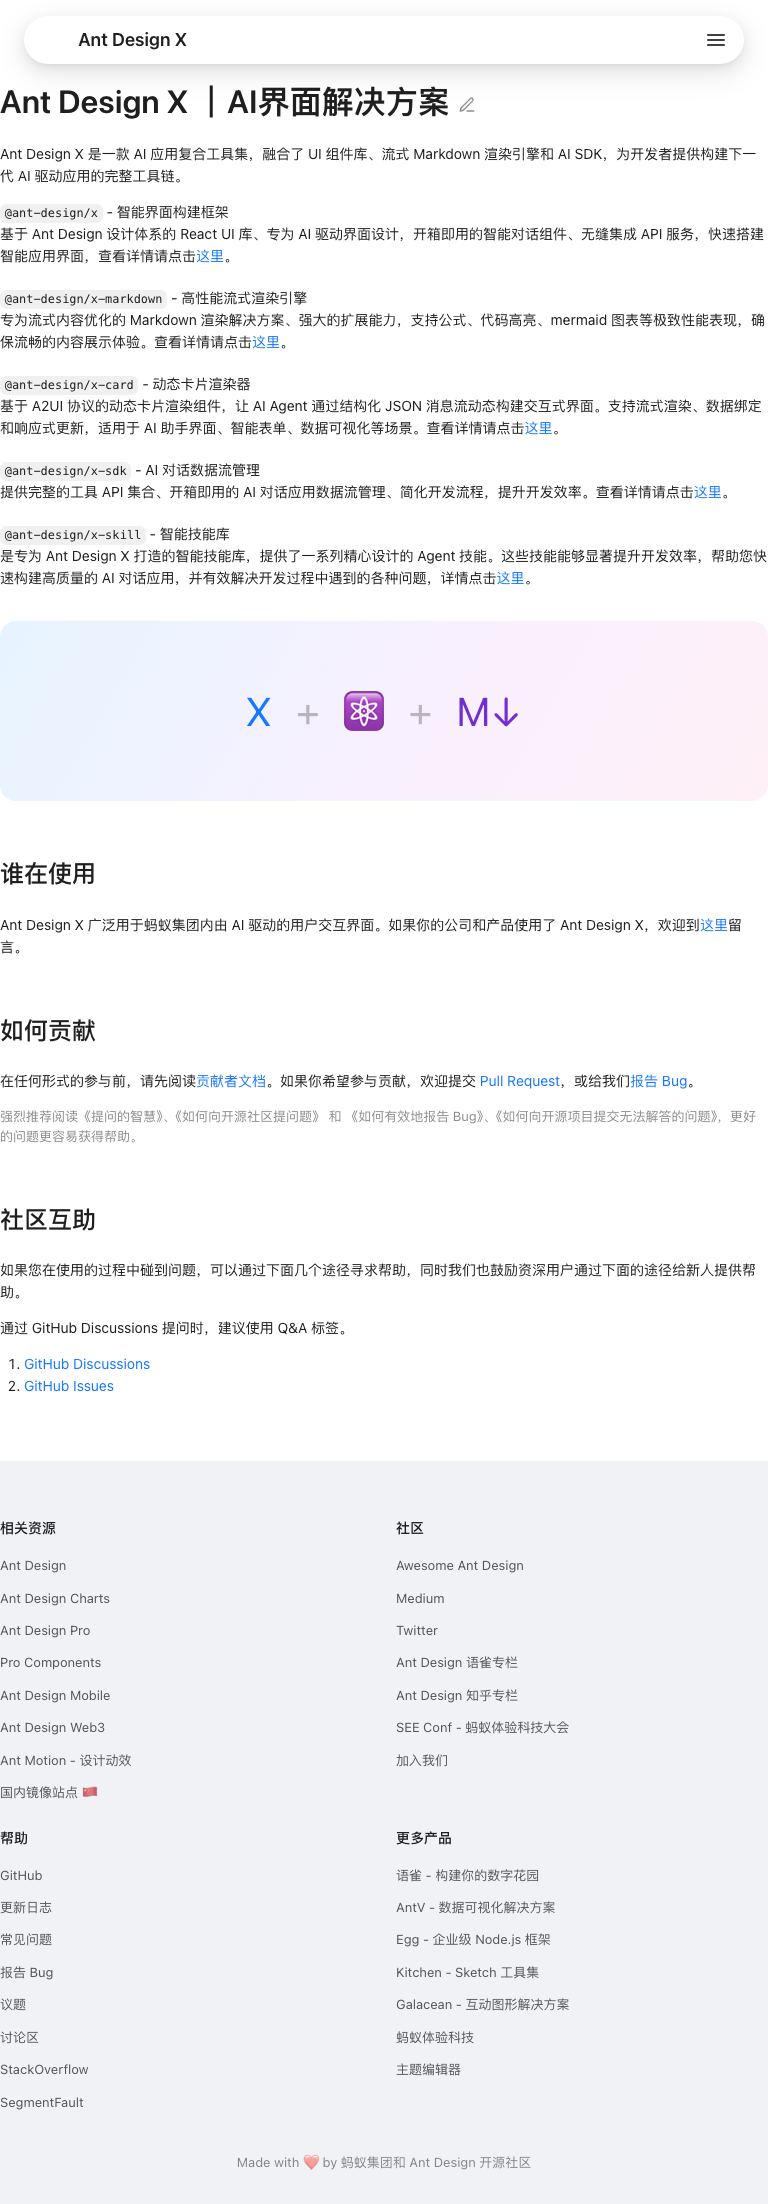 Ant Design X
Ant Design X ｜AI界面解决方案
Ant Design X 是一款 AI 应用复合工具集，融合了 UI 组件库、流式 Markdown 渲染引擎和 AI SDK，为开发者提供构建下一
代 AI 驱动应用的完整工具链。
@ant-design/x - 智能界面构建框架
基于 Ant Design 设计体系的 React UI 库、专为 AI 驱动界面设计，开箱即用的智能对话组件、无缝集成 API 服务，快速搭建
智能应用界面，查看详情请点击这里。
@ant-design/x-markdown - 高性能流式渲染引擎
专为流式内容优化的 Markdown 渲染解决方案、强大的扩展能力，支持公式、代码高亮、mermaid 图表等极致性能表现，确
保流畅的内容展示体验。查看详情请点击这里。
@ant-design/x-card - 动态卡片渲染器
基于 A2UI 协议的动态卡片渲染组件，让 AI Agent 通过结构化 JSON 消息流动态构建交互式界面。支持流式渲染、数据绑定
和响应式更新，适用于 AI 助手界面、智能表单、数据可视化等场景。查看详情请点击这里。
@ant-design/x-sdk - AI 对话数据流管理
提供完整的工具 API 集合、开箱即用的 AI 对话应用数据流管理、简化开发流程，提升开发效率。查看详情请点击这里。
@ant-design/x-skill - 智能技能库
是专为 Ant Design X 打造的智能技能库，提供了一系列精心设计的 Agent 技能。这些技能能够显著提升开发效率，帮助您快
速构建高质量的 AI 对话应用，并有效解决开发过程中遇到的各种问题，详情点击这里。
X + ⚛️ + M↓
谁在使用
Ant Design X 广泛用于蚂蚁集团内由 AI 驱动的用户交互界面。如果你的公司和产品使用了 Ant Design X，欢迎到这里留
言。
如何贡献
在任何形式的参与前，请先阅读贡献者文档。如果你希望参与贡献，欢迎提交 Pull Request，或给我们报告 Bug。
强烈推荐阅读《提问的智慧》、《如何向开源社区提问题》 和 《如何有效地报告 Bug》、《如何向开源项目提交无法解答的问题》，更好
的问题更容易获得帮助。
社区互助
如果您在使用的过程中碰到问题，可以通过下面几个途径寻求帮助，同时我们也鼓励资深用户通过下面的途径给新人提供帮
助。
通过 GitHub Discussions 提问时，建议使用 Q&A 标签。
1. GitHub Discussions
2. GitHub Issues
相关资源
Ant Design
Ant Design Charts
Ant Design Pro
Pro Components
Ant Design Mobile
Ant Design Web3
Ant Motion - 设计动效
国内镜像站点 🇨🇳
社区
Awesome Ant Design
Medium
Twitter
Ant Design 语雀专栏
Ant Design 知乎专栏
SEE Conf - 蚂蚁体验科技大会
加入我们
帮助
GitHub
更新日志
常见问题
报告 Bug
议题
讨论区
StackOverflow
SegmentFault
更多产品
语雀 - 构建你的数字花园
AntV - 数据可视化解决方案
Egg - 企业级 Node.js 框架
Kitchen - Sketch 工具集
Galacean - 互动图形解决方案
蚂蚁体验科技
主题编辑器
Made with ❤️ by 蚂蚁集团和 Ant Design 开源社区